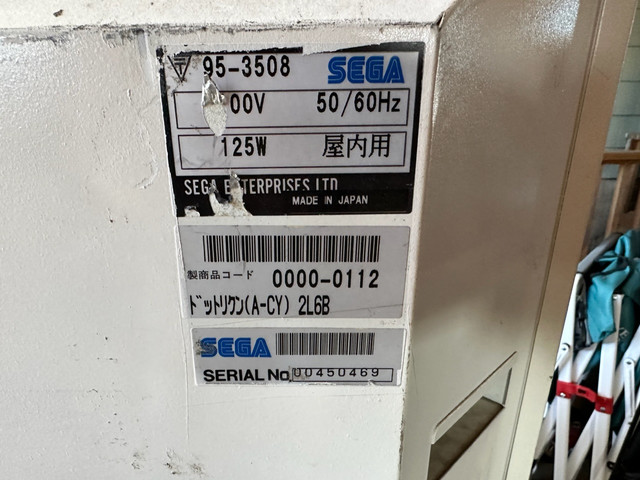 95-3508 SEGA
00V 50/60Hz
125W 屋内用
SEGA ENTERPRISES LTD
MADE IN JAPAN
製商品コード 0000-0112
ドットリクン(A-CY) 2L6B
SEGA
SERIAL No. 00450469